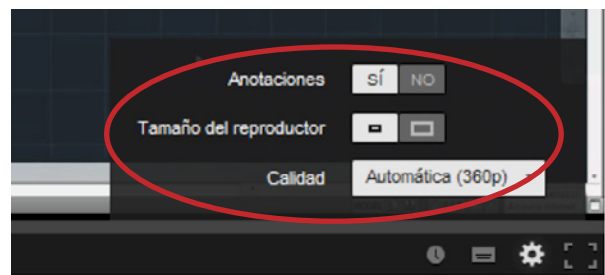 Anotaciones SÍ NO
Tamaño del reproductor
Calidad Automática (360p)